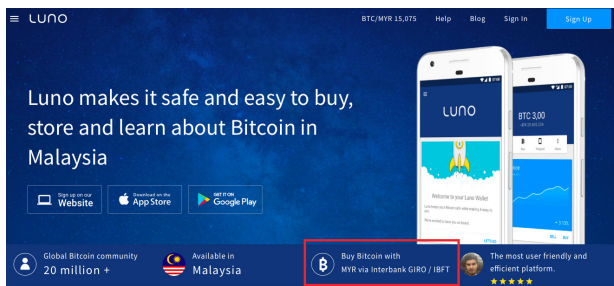 LUNO
BTC/MYR 15,075
Help
Blog
Sign In
Sign Up
Luno makes it safe and easy to buy,
store and learn about Bitcoin in
Malaysia
Sign up on our
Website
Download on the
App Store
GET IT ON
Google Play
LUNO
Welcome to your Luno Wallet
BTC 3,00
Global Bitcoin community
20 million +
Available in
Malaysia
Buy Bitcoin with
MYR via Interbank GIRO / IBFT
The most user friendly and
efficient platform.